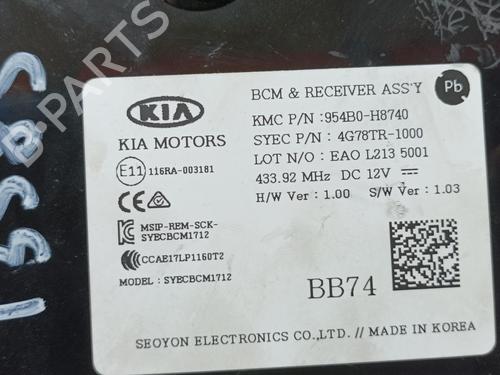 B-PARTS
BCM & RECEIVER ASS'Y
Pb
KIA
KIA MOTORS
KMC P/N : 954B0-H8740
SYEC P/N : 4G78TR-1000
LOT N/O : EAO L213 5001
433.92 MHz DC 12V
H/W Ver : 1.00 S/W Ver : 1.03
E11 116RA-003181
CE
MSIP-REM-SCK-
SYECBCM1712
CCAE17LP1160T2
MODEL : SYECBCM1712
BB74
SEOYON ELECTRONICS CO.,LTD. // MADE IN KOREA